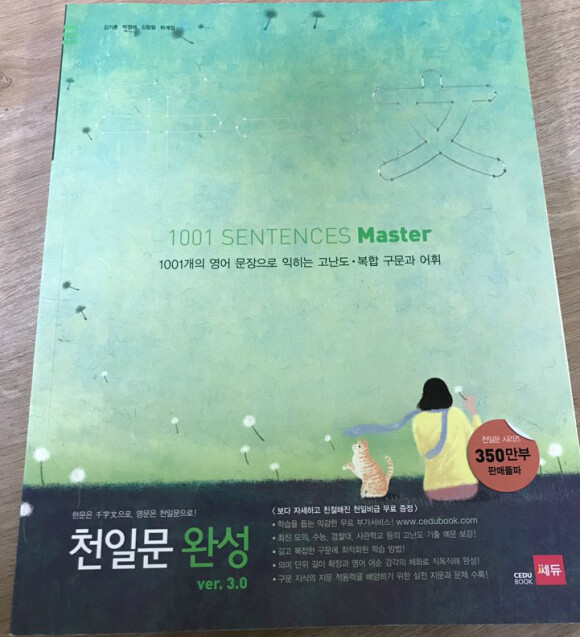 김기훈
千一文
1001 SENTENCES Master
1001개의 영어 문장으로 익히는 고난도·복합 구문과 어휘
천일문 시리즈
350만부
판매돌파
한문은 千字文으로, 영문은 천일문으로!
천일문 완성
ver. 3.0
< 보다 자세하고 친절해진 천일비급 무료 증정 >
• 학습을 돕는 막강한 무료 부가서비스! www.cedubook.com
• 최신 모의, 수능, 경찰대, 사관학교 등의 고난도 기출 예문 보강!
• 길고 복잡한 구문에 최적화된 학습 방법!
• 의미 단위 길이 확장과 영어 어순 감각의 체화로 직독직해 완성!
• 구문 지식의 지문 적용력을 배양하기 위한 실전 지문과 문제 수록!
CEDU
BOOK
쎄듀